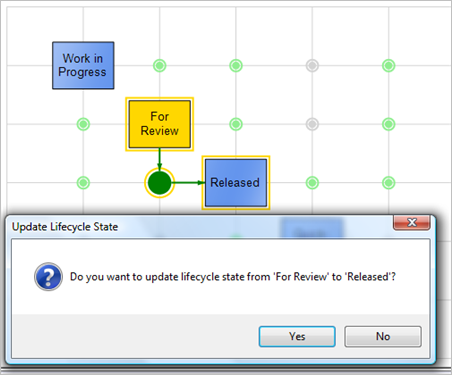 Work in
Progress
For
Review
Released
Update Lifecycle State
Do you want to update lifecycle state from 'For Review' to 'Released'?
Yes
No